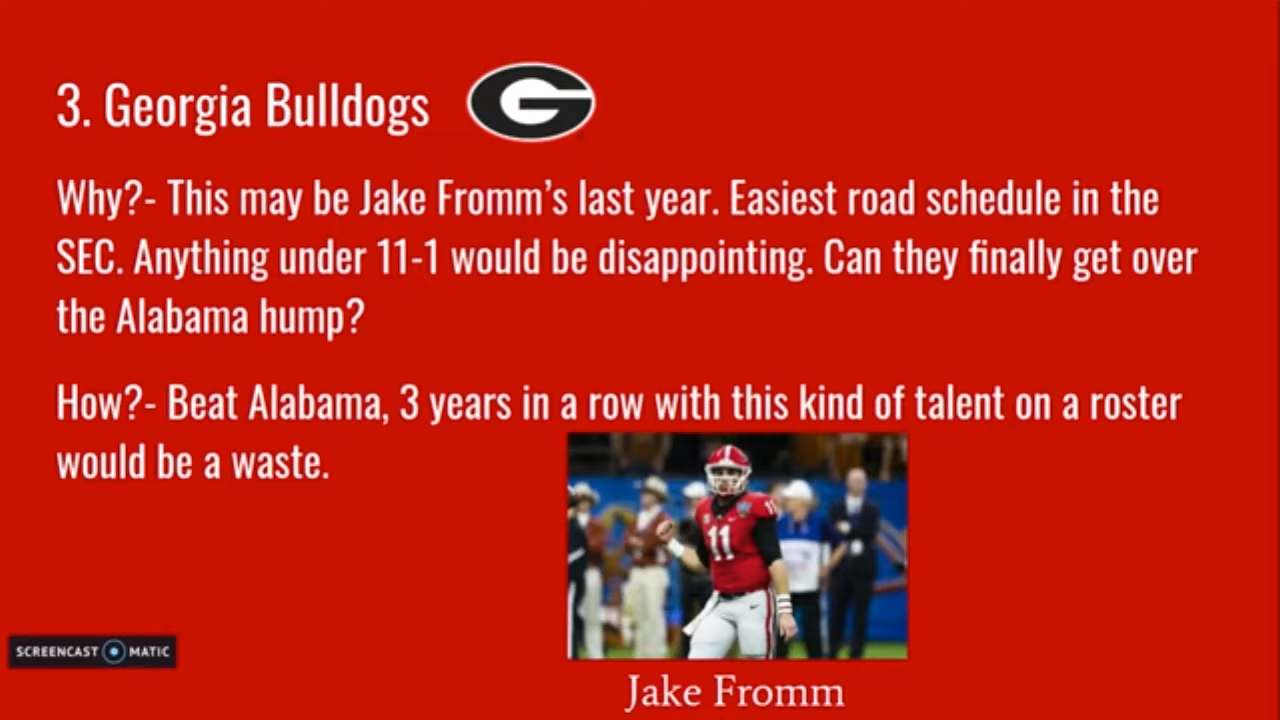 3. Georgia Bulldogs G
Why?- This may be Jake Fromm’s last year. Easiest road schedule in the
SEC. Anything under 11-1 would be disappointing. Can they finally get over
the Alabama hump?
How?- Beat Alabama, 3 years in a row with this kind of talent on a roster
would be a waste.
11
11
SCREENCAST MATIC
Jake Fromm